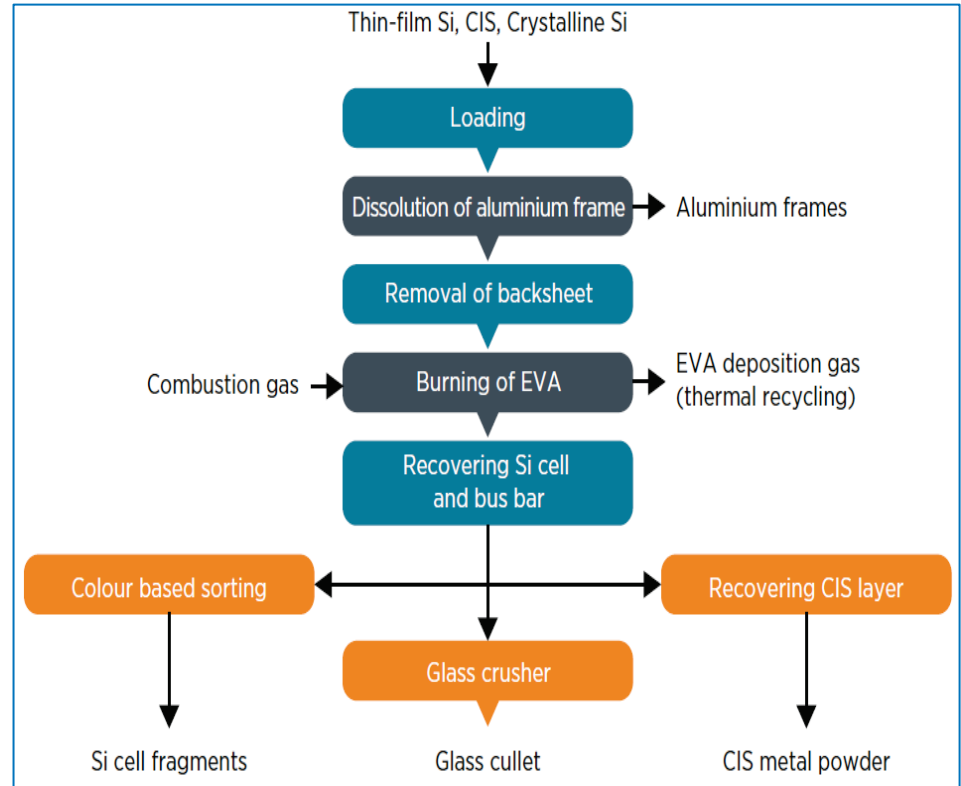 Thin-film Si, CIS, Crystalline Si
Loading
Dissolution of aluminium frame
Aluminium frames
Removal of backsheet
Combustion gas
Burning of EVA
EVA deposition gas
(thermal recycling)
Recovering Si cell
and bus bar
Colour based sorting
Recovering CIS layer
Glass crusher
Si cell fragments
Glass cullet
CIS metal powder